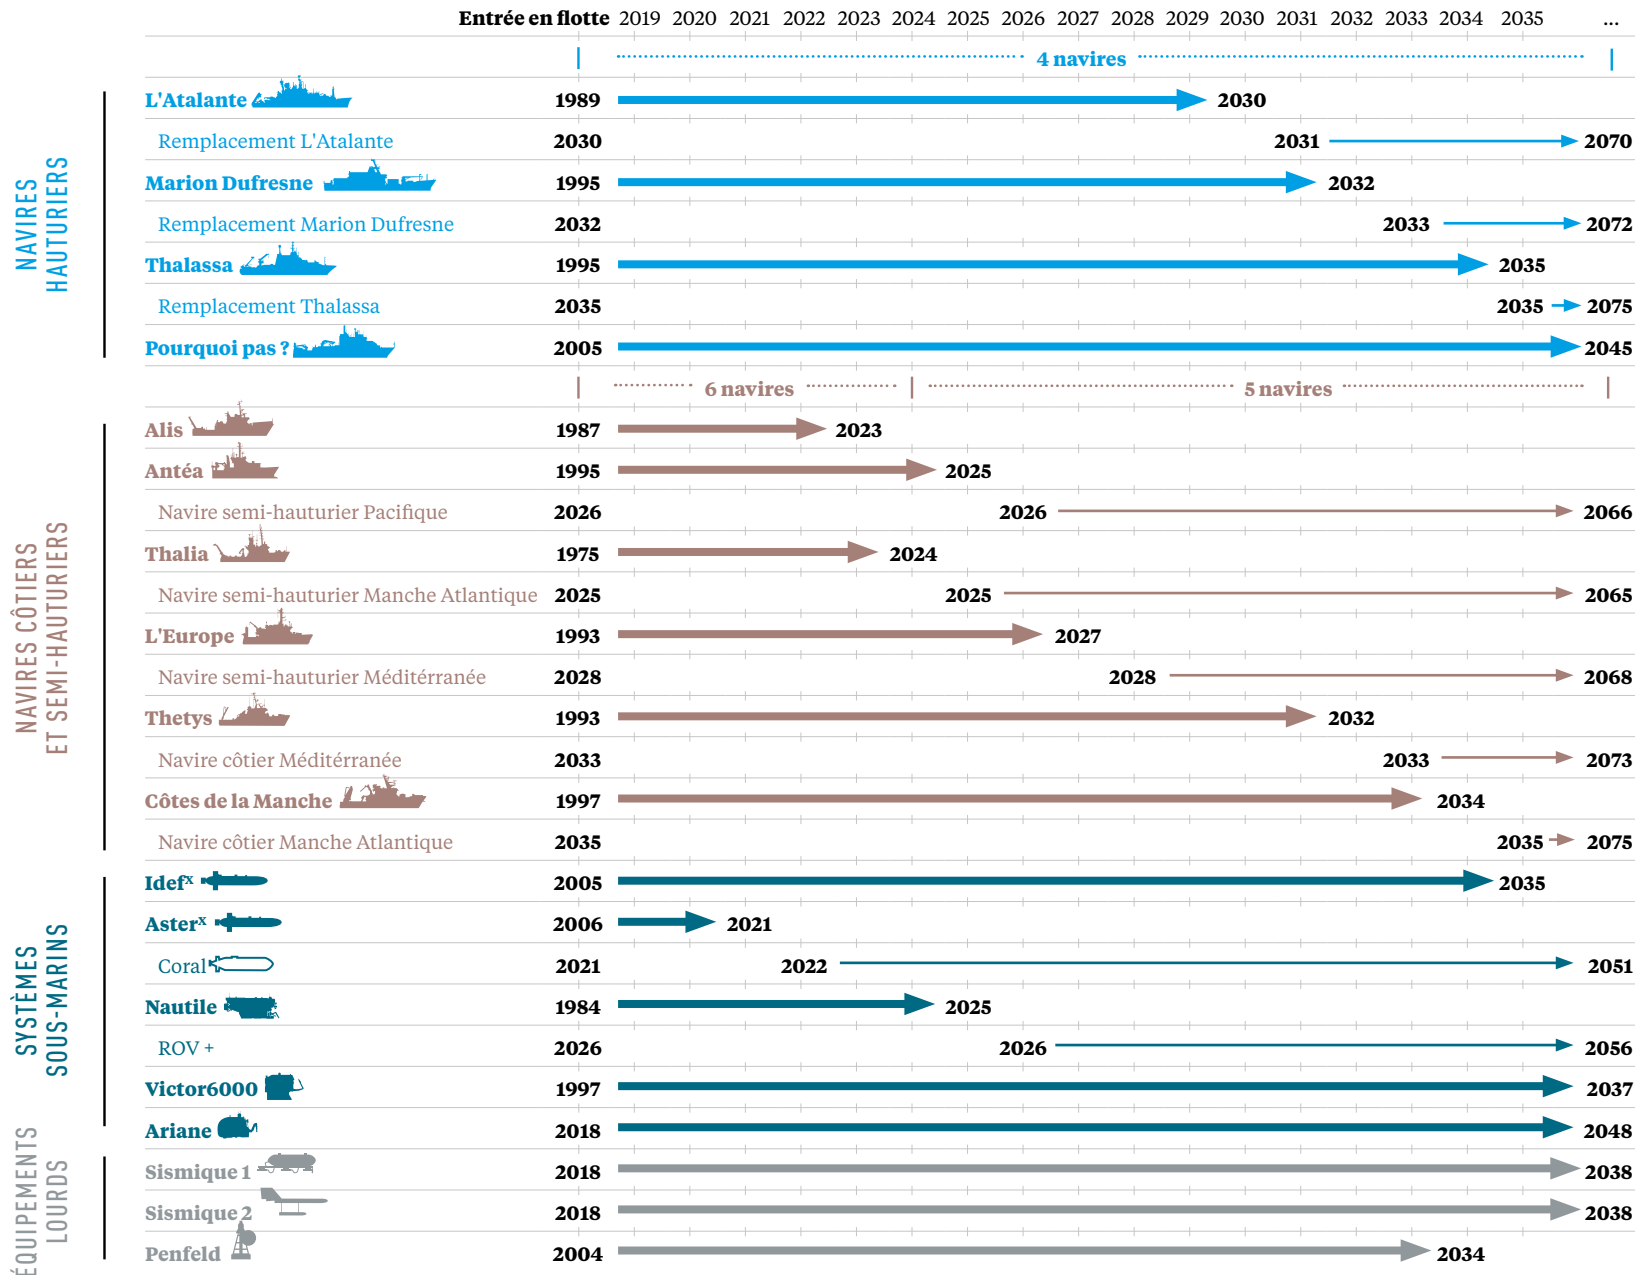 Entrée en flotte 2019 2020 2021 2022 2023 2024 2025 2026 2027 2028 2029 2030 2031 2032 2033 2034 2035 ...
4 navires
NAVIRES
HAUTURIERS
L'Atalante 1989 2030
Remplacement L'Atalante 2030 2031 2070
Marion Dufresne 1995 2032
Remplacement Marion Dufresne 2032 2033 2072
Thalassa 1995 2035
Remplacement Thalassa 2035 2035 2075
Pourquoi pas ? 2005 2045
6 navires 5 navires
NAVIRES CÔTIERS
ET SEMI-HAUTURIERS
Alis 1987 2023
Antéa 1995 2025
Navire semi-hauturier Pacifique 2026 2026 2066
Thalia 1975 2024
Navire semi-hauturier Manche Atlantique 2025 2025 2065
L'Europe 1993 2027
Navire semi-hauturier Méditérranée 2028 2028 2068
Thetys 1993 2032
Navire côtier Méditérranée 2033 2033 2073
Côtes de la Manche 1997 2034
Navire côtier Manche Atlantique 2035 2035 2075
SYSTÈMES
SOUS-MARINS
Idefˣ 2005 2035
Asterˣ 2006 2021
Coral 2021 2022 2051
Nautile 1984 2025
ROV + 2026 2026 2056
Victor6000 1997 2037
Ariane 2018 2048
ÉQUIPEMENTS
LOURDS
Sismique 1 2018 2038
Sismique 2 2018 2038
Penfeld 2004 2034